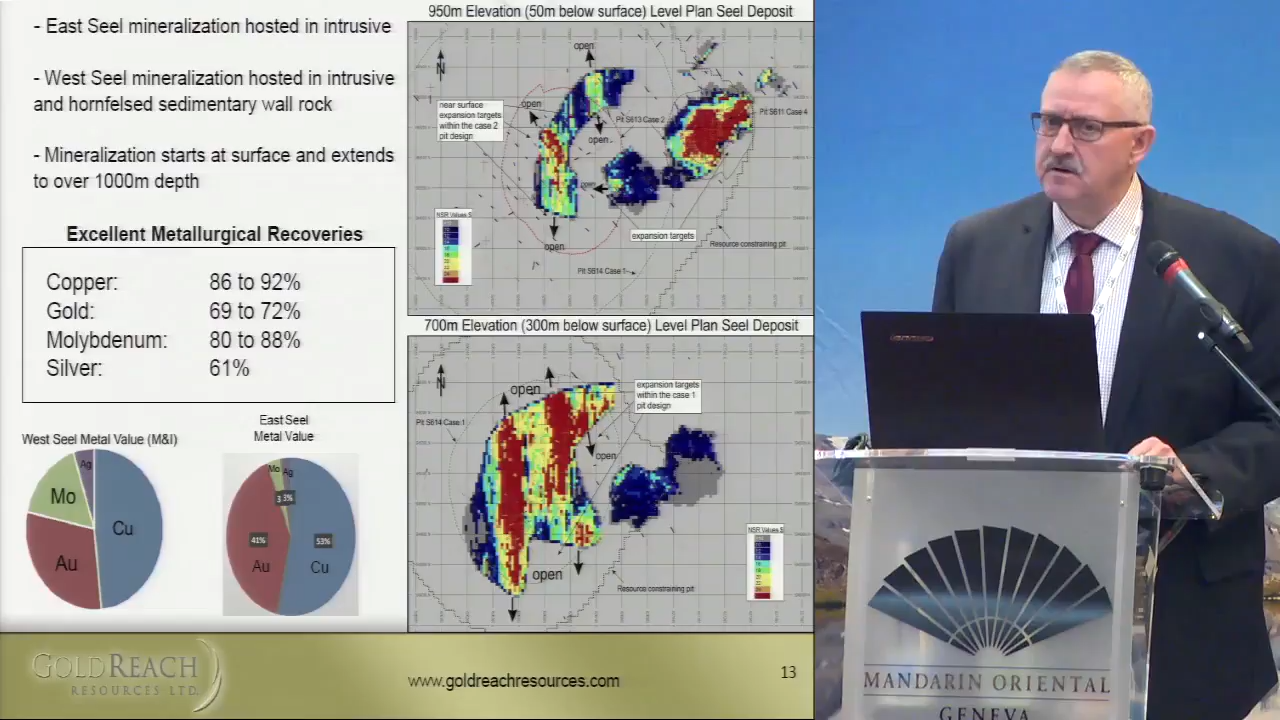 - East Seel mineralization hosted in intrusive
- West Seel mineralization hosted in intrusive
and hornfelsed sedimentary wall rock
- Mineralization starts at surface and extends
to over 1000m depth
Excellent Metallurgical Recoveries
Copper: 86 to 92%
Gold: 69 to 72%
Molybdenum: 80 to 88%
Silver: 61%
West Seel Metal Value (M&I)
Ag
Mo
Cu
Au
East Seel
Metal Value
Mo Ag
3 3%
41% 53%
Au Cu
950m Elevation (50m below surface) Level Plan Seel Deposit
open
N
near surface
expansion targets
within the case 2
pit design
open
Pit S613 Case 2
Pit S611 Case 4
open
open
NSR Values $
open
expansion targets
Resource constraining pit
Pit S614 Case 1
700m Elevation (300m below surface) Level Plan Seel Deposit
N
open
expansion targets
within the case 1
pit design
Pit S614 Case 1
open
NSR Values $
open
Resource constraining pit
GOLDREACH
RESOURCES LTD.
www.goldreachresources.com
13
lenovo
MANDARIN ORIENTAL
GENEVA